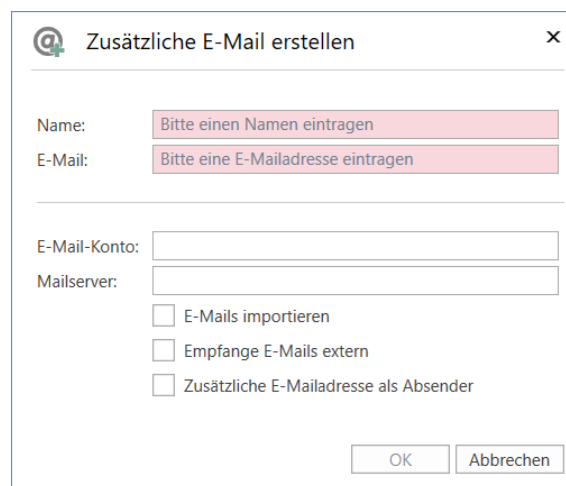 Zusätzliche E-Mail erstellen
Name: Bitte einen Namen eintragen
E-Mail: Bitte eine E-Mailadresse eintragen
E-Mail-Konto:
Mailserver:
E-Mails importieren
Empfange E-Mails extern
Zusätzliche E-Mailadresse als Absender
OK Abbrechen